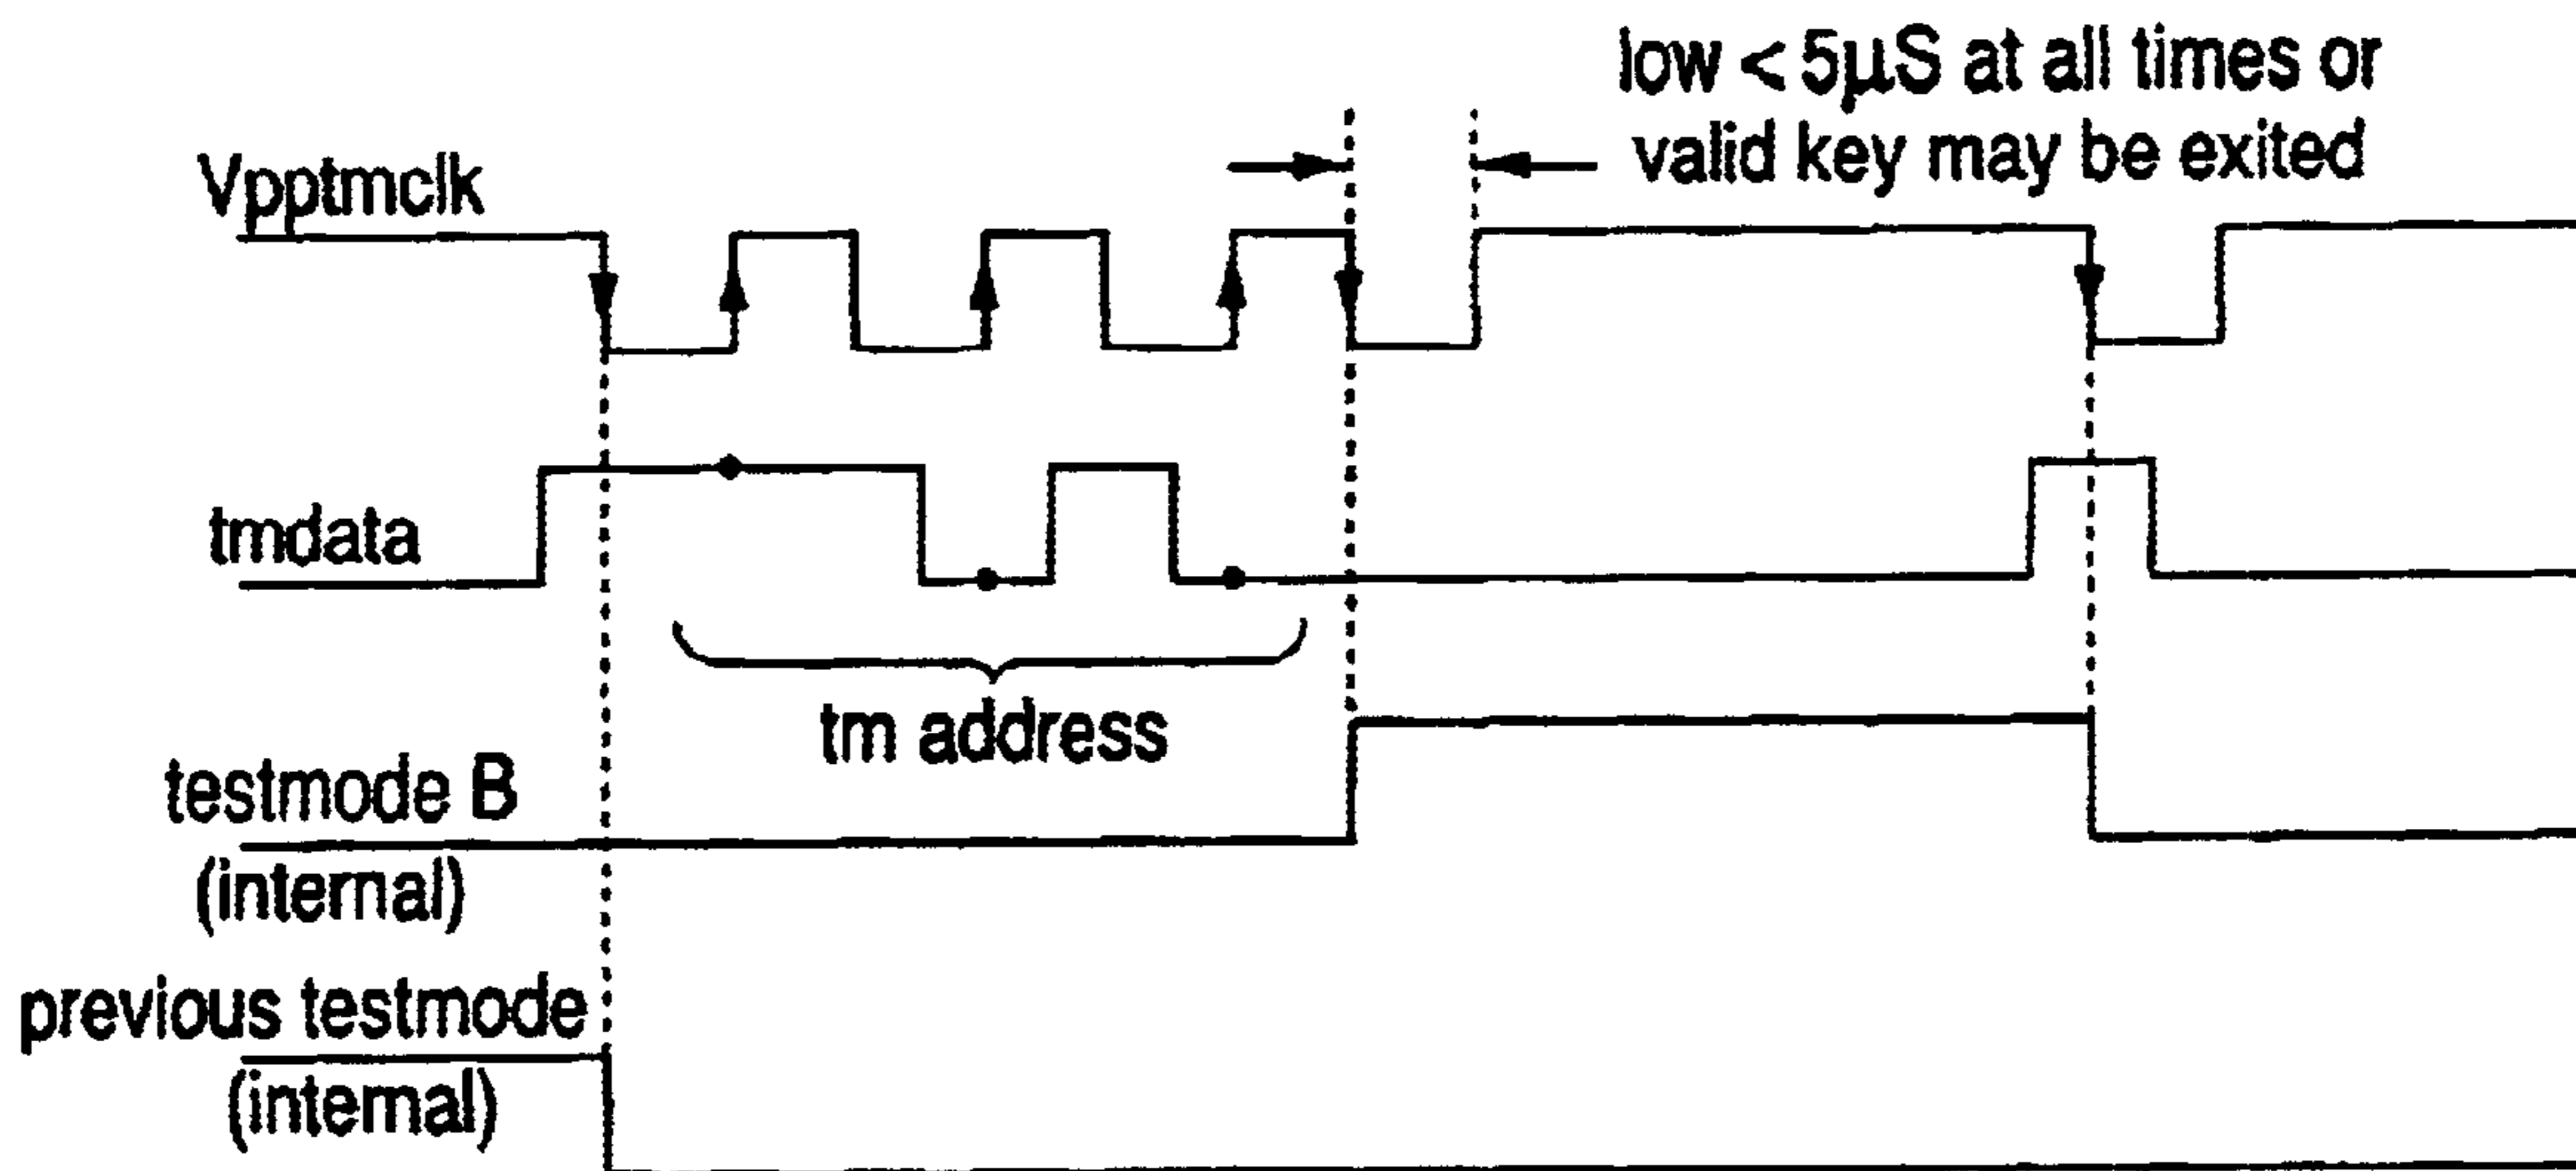 low < 5μS at all times or
valid key may be exited
Vpptmclk
tmdata
tm address
testmode B
(internal)
previous testmode
(internal)